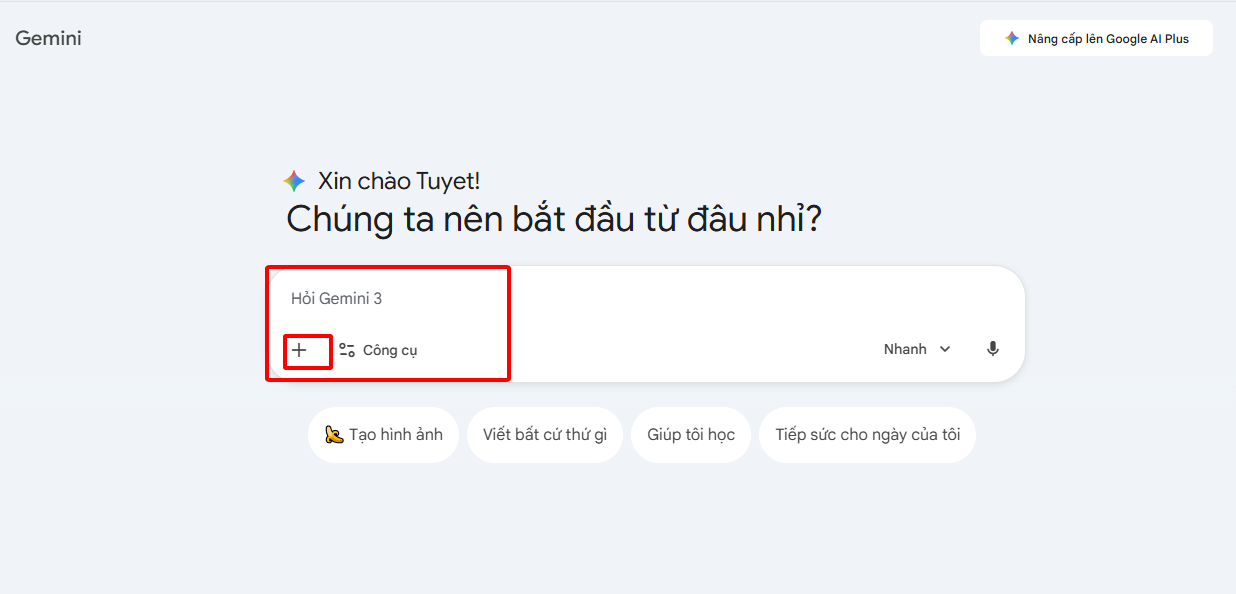 Gemini
Nâng cấp lên Google AI Plus
Xin chào Tuyet!
Chúng ta nên bắt đầu từ đâu nhỉ?
Hỏi Gemini 3
Công cụ
Nhanh
Tạo hình ảnh
Viết bất cứ thứ gì
Giúp tôi học
Tiếp sức cho ngày của tôi